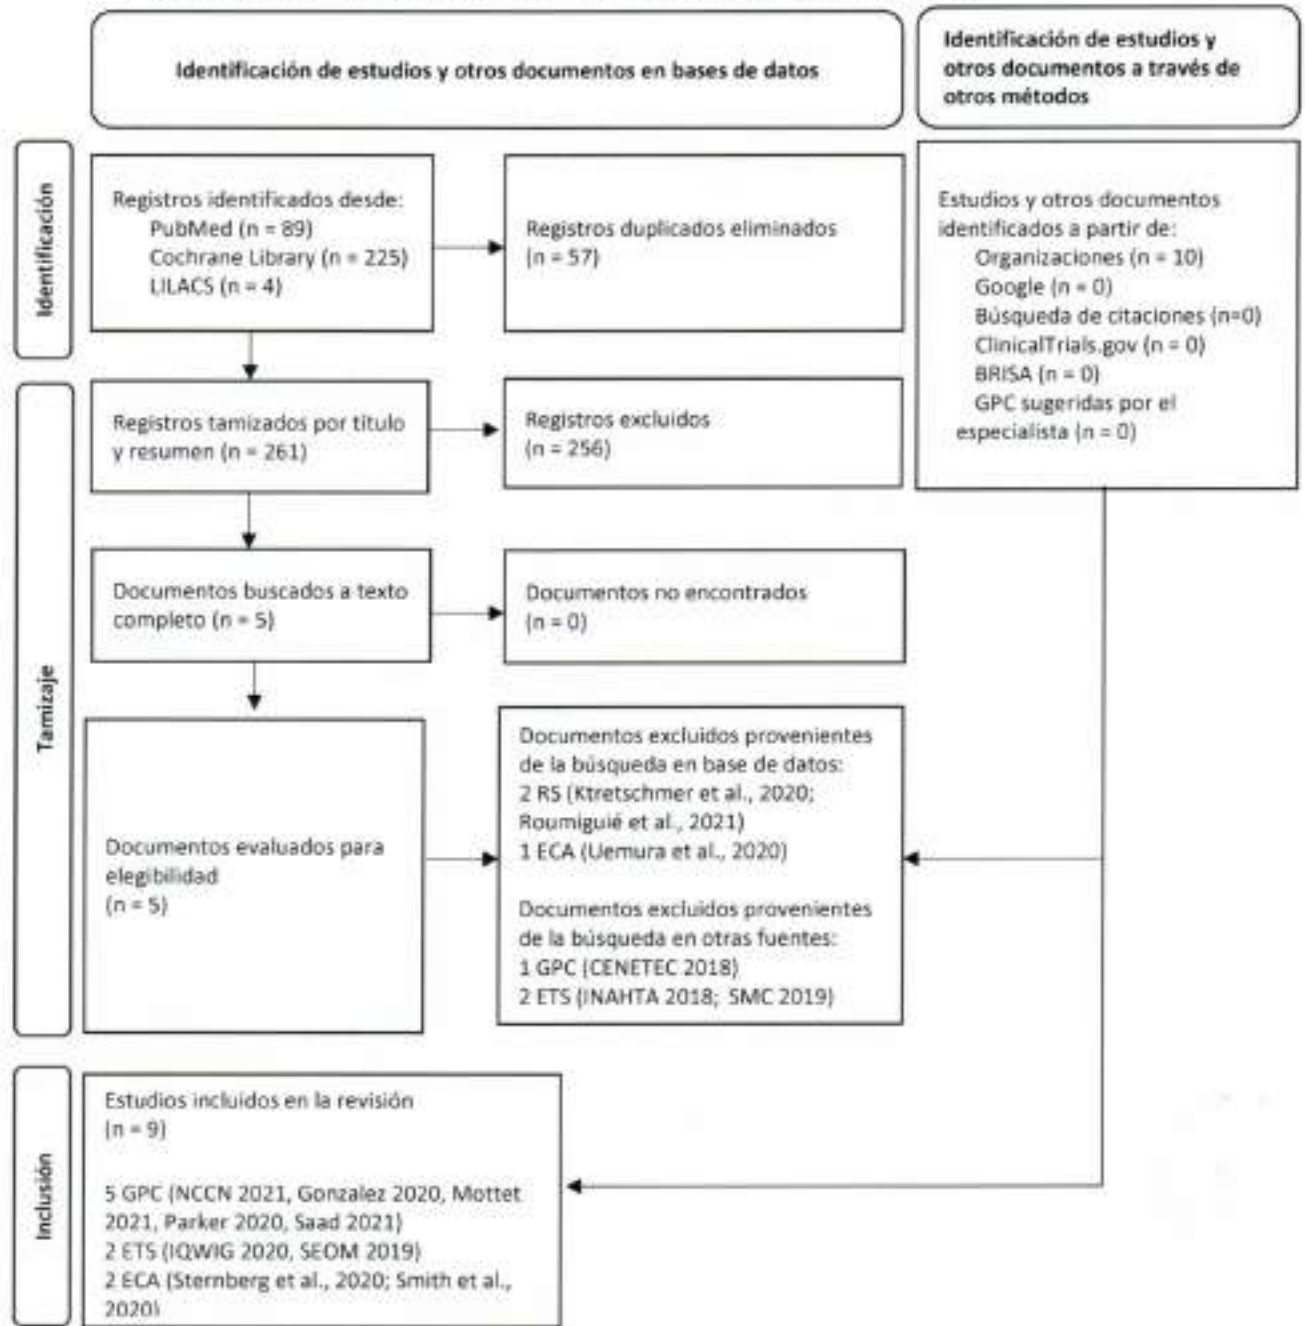 Identificación de estudios y otros documentos en bases de datos
Identificación de estudios y
otros documentos a través de
otros métodos
Identificación
Registros identificados desde:
PubMed (n = 89)
Cochrane Library (n = 225)
LILACS (n = 4)
Registros duplicados eliminados
(n = 57)
Estudios y otros documentos
identificados a partir de:
Organizaciones (n = 10)
Google (n = 0)
Búsqueda de citaciones (n=0)
ClinicalTrials.gov (n = 0)
BRISA (n = 0)
GPC sugeridas por el
especialista (n = 0)
Tamizaje
Registros tamizados por título
y resumen (n = 261)
Registros excluidos
(n = 256)
Documentos buscados a texto
completo (n = 5)
Documentos no encontrados
(n = 0)
Documentos evaluados para
elegibilidad
(n = 5)
Documentos excluidos provenientes
de la búsqueda en base de datos:
2 RS (Ktretschmer et al., 2020;
Roumiguié et al., 2021)
1 ECA (Uemura et al., 2020)
Documentos excluidos provenientes
de la búsqueda en otras fuentes:
1 GPC (CENETEC 2018)
2 ETS (INAHTA 2018; SMC 2019)
Inclusión
Estudios incluidos en la revisión
(n = 9)
5 GPC (NCCN 2021, Gonzalez 2020, Mottet
2021, Parker 2020, Saad 2021)
2 ETS (IQWIG 2020, SEOM 2019)
2 ECA (Sternberg et al., 2020; Smith et al.,
2020)